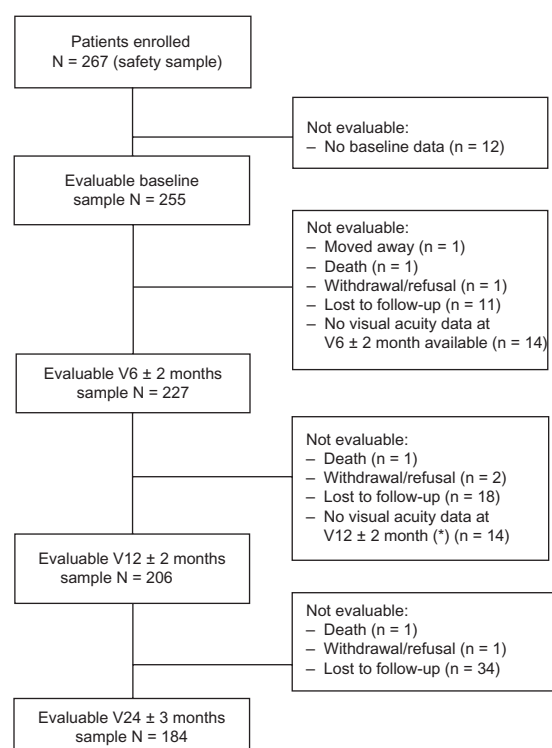 Patients enrolled
N = 267 (safety sample)
Not evaluable:
– No baseline data (n = 12)
Evaluable baseline
sample N = 255
Not evaluable:
– Moved away (n = 1)
– Death (n = 1)
– Withdrawal/refusal (n = 1)
– Lost to follow-up (n = 11)
– No visual acuity data at
V6 ± 2 month available (n = 14)
Evaluable V6 ± 2 months
sample N = 227
Not evaluable:
– Death (n = 1)
– Withdrawal/refusal (n = 2)
– Lost to follow-up (n = 18)
– No visual acuity data at
V12 ± 2 month (*) (n = 14)
Evaluable V12 ± 2 months
sample N = 206
Not evaluable:
– Death (n = 1)
– Withdrawal/refusal (n = 1)
– Lost to follow-up (n = 34)
Evaluable V24 ± 3 months
sample N = 184